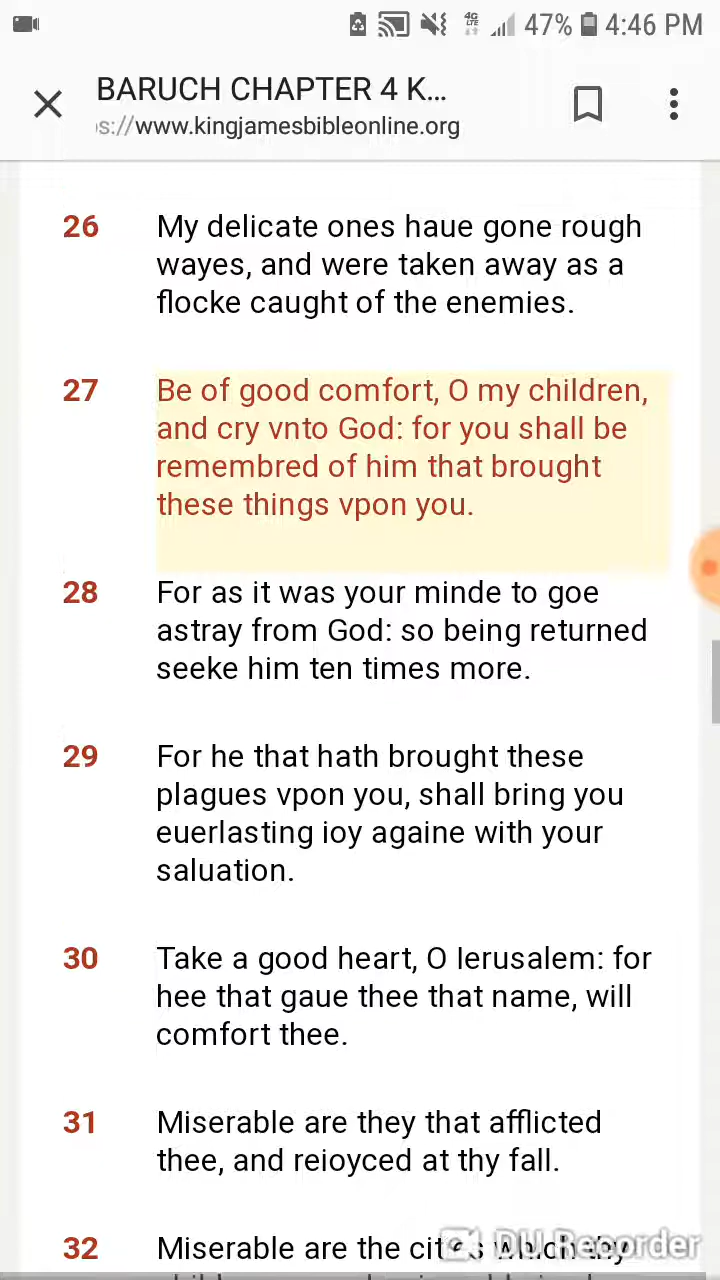 4G
LTE
47%
4:46 PM
BARUCH CHAPTER 4 K...
s://www.kingjamesbibleonline.org
26 My delicate ones haue gone rough
wayes, and were taken away as a
flocke caught of the enemies.
27 Be of good comfort, O my children,
and cry vnto God: for you shall be
remembred of him that brought
these things vpon you.
28 For as it was your minde to goe
astray from God: so being returned
seeke him ten times more.
29 For he that hath brought these
plagues vpon you, shall bring you
euerlasting ioy againe with your
saluation.
30 Take a good heart, O Ierusalem: for
hee that gaue thee that name, will
comfort thee.
31 Miserable are they that afflicted
thee, and reioyced at thy fall.
32 Miserable are the cities which thy
DU Recorder